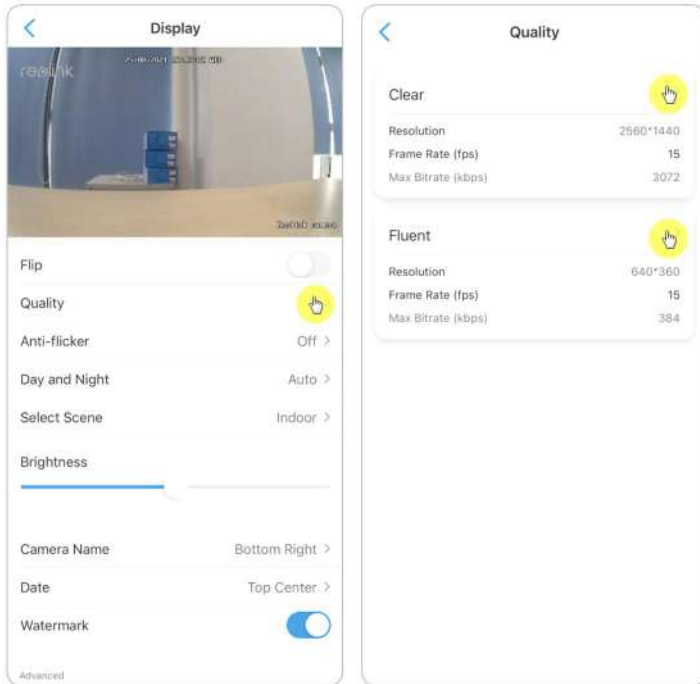 Display
reolink
Reolink camera
Flip
Quality
Anti-flicker
Off
Day and Night
Auto
Select Scene
Indoor
Brightness
Camera Name
Bottom Right
Date
Top Center
Watermark
Advanced
Quality
Clear
Resolution
2560*1440
Frame Rate (fps)
15
Max Bitrate (kbps)
3072
Fluent
Resolution
640*360
Frame Rate (fps)
15
Max Bitrate (kbps)
384